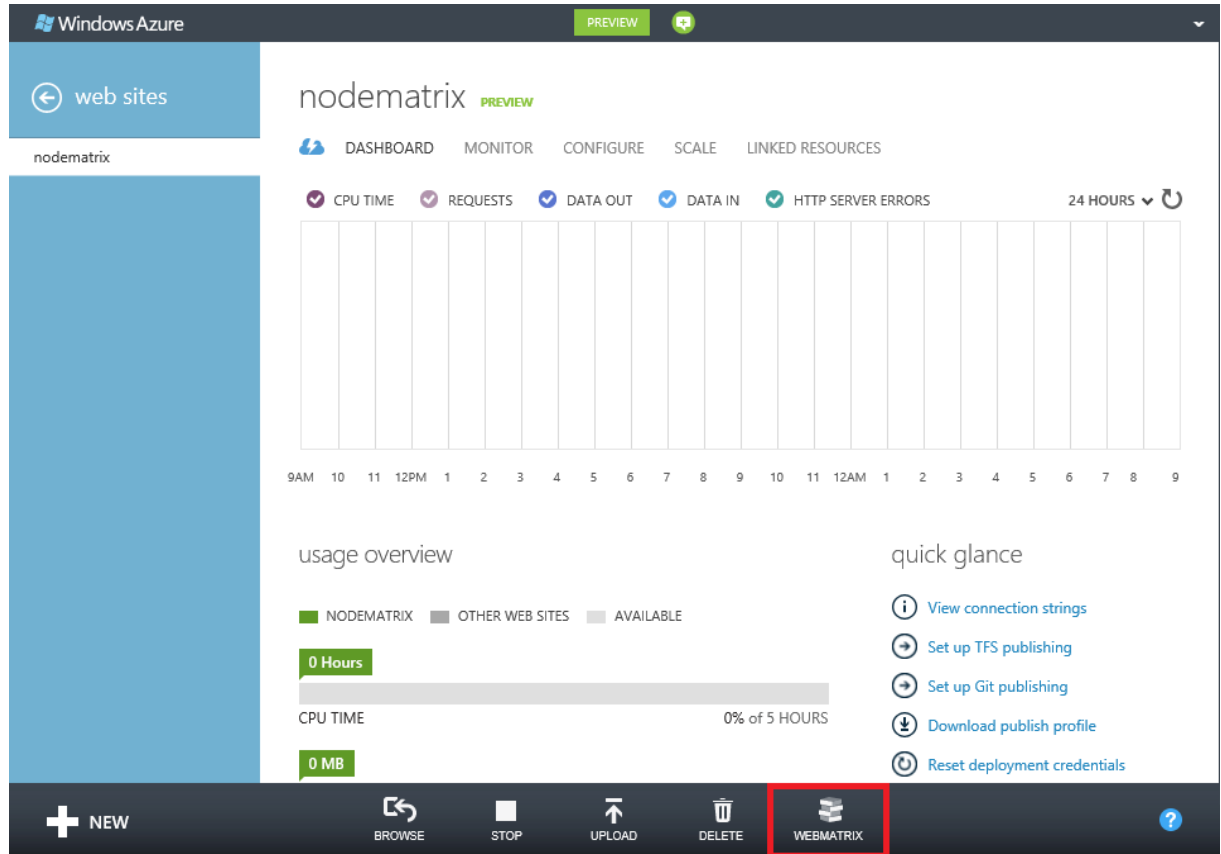 Windows Azure
PREVIEW
web sites
nodematrix
nodematrix PREVIEW
DASHBOARD MONITOR CONFIGURE SCALE LINKED RESOURCES
CPU TIME REQUESTS DATA OUT DATA IN HTTP SERVER ERRORS 24 HOURS
9AM 10 11 12PM 1 2 3 4 5 6 7 8 9 10 11 12AM 1 2 3 4 5 6 7 8 9
usage overview
NODEMATRIX OTHER WEB SITES AVAILABLE
0 Hours
CPU TIME 0% of 5 HOURS
0 MB
quick glance
View connection strings
Set up TFS publishing
Set up Git publishing
Download publish profile
Reset deployment credentials
NEW
BROWSE STOP UPLOAD DELETE WEBMATRIX
?